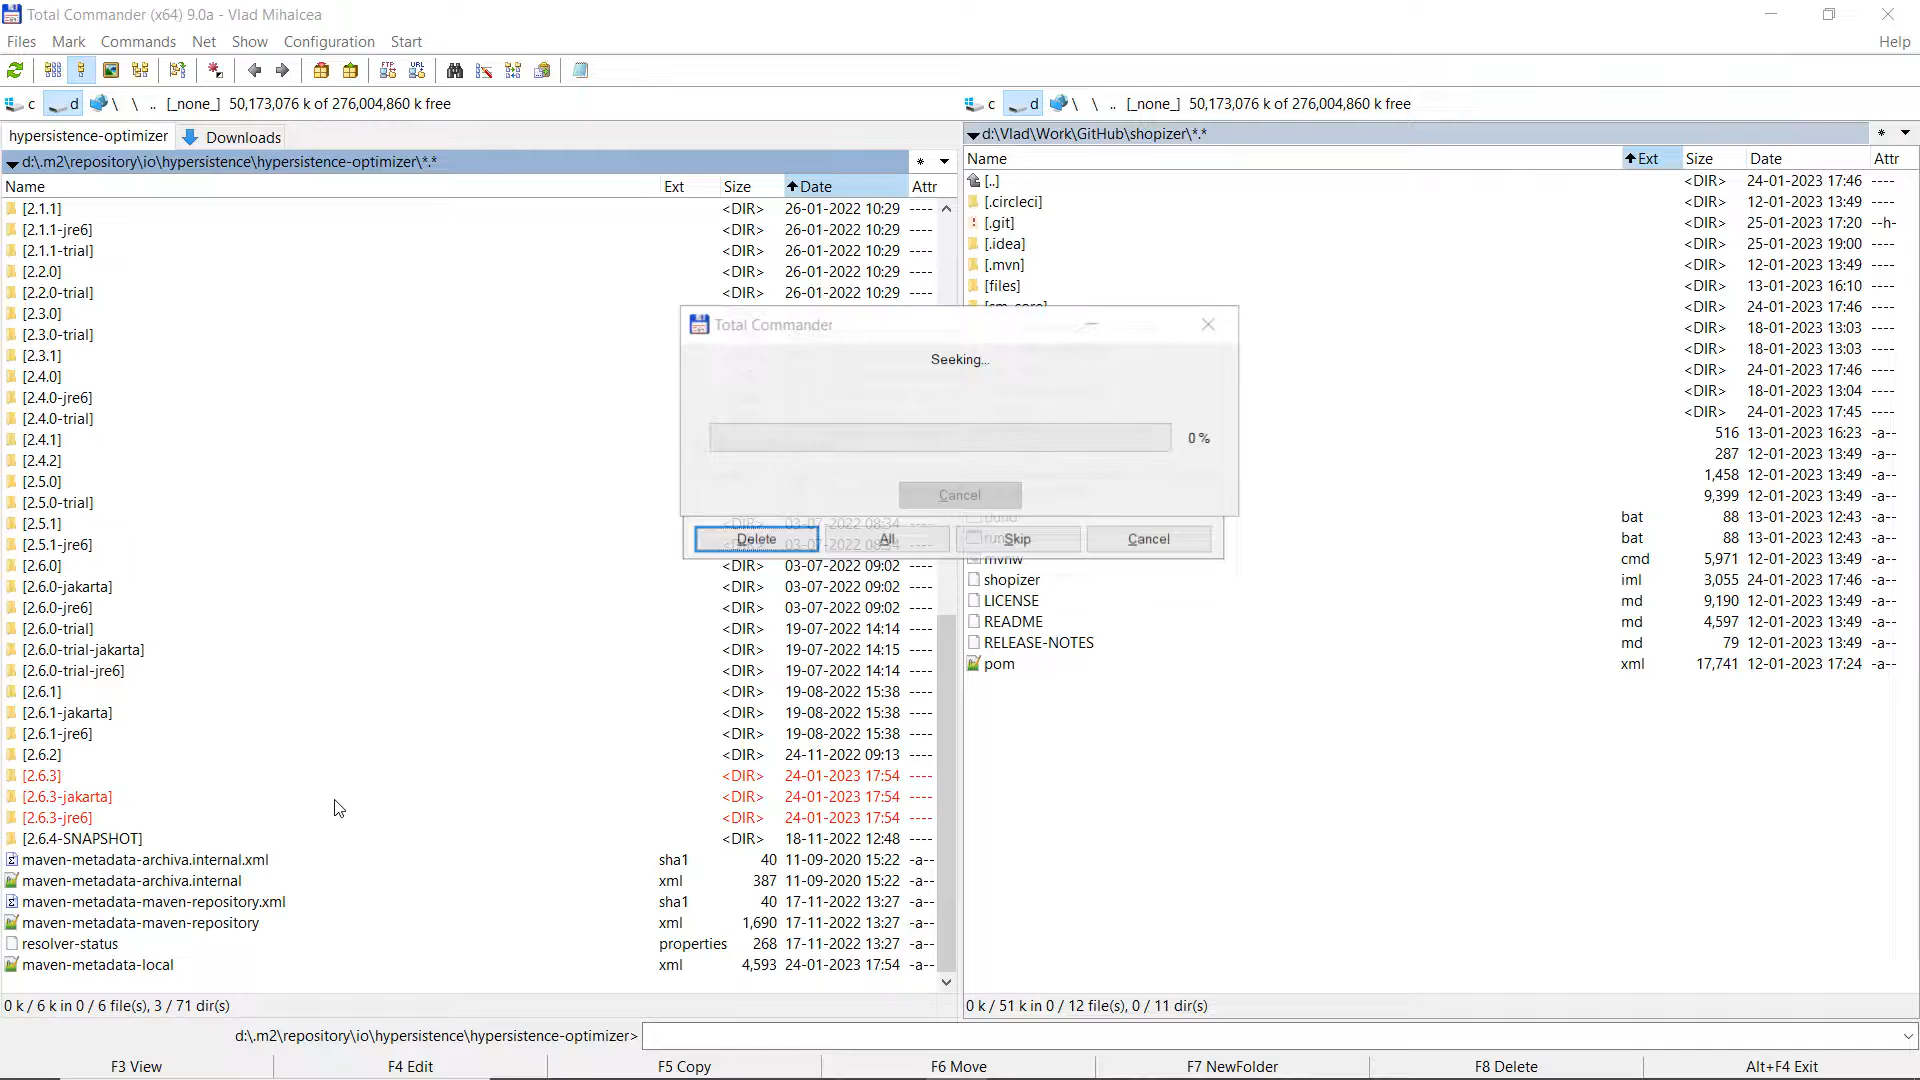 Total Commander (x64) 9.0a - Vlad Mihalcea
Files Mark Commands Net Show Configuration Start Help
FTP URL
c d \ \ .. [_none_] 50,173,076 k of 276,004,860 k free
c d \ \ .. [_none_] 50,173,076 k of 276,004,860 k free
hypersistence-optimizer Downloads
d:\.m2\repository\io\hypersistence\hypersistence-optimizer\*.* * 
Name Ext Size Date Attr
[2.1.1] <DIR> 26-01-2022 10:29 ----
[2.1.1-jre6] <DIR> 26-01-2022 10:29 ----
[2.1.1-trial] <DIR> 26-01-2022 10:29 ----
[2.2.0] <DIR> 26-01-2022 10:29 ----
[2.2.0-trial] <DIR> 26-01-2022 10:29 ----
[2.3.0]
[2.3.0-trial]
[2.3.1]
[2.4.0]
[2.4.0-jre6]
[2.4.0-trial]
[2.4.1]
[2.4.2]
[2.5.0]
[2.5.0-trial]
[2.5.1] <DIR> 03-07-2022 08:34
[2.5.1-jre6] 03-07-2022 08:34
[2.6.0] <DIR> 03-07-2022 09:02 ----
[2.6.0-jakarta] <DIR> 03-07-2022 09:02 ----
[2.6.0-jre6] <DIR> 03-07-2022 09:02 ----
[2.6.0-trial] <DIR> 19-07-2022 14:14 ----
[2.6.0-trial-jakarta] <DIR> 19-07-2022 14:15 ----
[2.6.0-trial-jre6] <DIR> 19-07-2022 14:14 ----
[2.6.1] <DIR> 19-08-2022 15:38 ----
[2.6.1-jakarta] <DIR> 19-08-2022 15:38 ----
[2.6.1-jre6] <DIR> 19-08-2022 15:38 ----
[2.6.2] <DIR> 24-11-2022 09:13 ----
[2.6.3] <DIR> 24-01-2023 17:54 ----
[2.6.3-jakarta] <DIR> 24-01-2023 17:54 ----
[2.6.3-jre6] <DIR> 24-01-2023 17:54 ----
[2.6.4-SNAPSHOT] <DIR> 18-11-2022 12:48 ----
maven-metadata-archiva.internal.xml sha1 40 11-09-2020 15:22 -a--
maven-metadata-archiva.internal xml 387 11-09-2020 15:22 -a--
maven-metadata-maven-repository.xml sha1 40 17-11-2022 13:27 -a--
maven-metadata-maven-repository xml 1,690 17-11-2022 13:27 -a--
resolver-status properties 268 17-11-2022 13:27 -a--
maven-metadata-local xml 4,593 24-01-2023 17:54 -a--
0 k / 6 k in 0 / 6 file(s), 3 / 71 dir(s)
d:\Vlad\Work\GitHub\shopizer\*.* *
Name Ext Size Date Attr
[..] <DIR> 24-01-2023 17:46 ----
[.circleci] <DIR> 12-01-2023 13:49 ----
[.git] <DIR> 25-01-2023 17:20 --h-
[.idea] <DIR> 25-01-2023 19:00 ----
[.mvn] <DIR> 12-01-2023 13:49 ----
[files] <DIR> 13-01-2023 16:10 ----
<DIR> 24-01-2023 17:46 ----
<DIR> 18-01-2023 13:03 ----
<DIR> 18-01-2023 13:03 ----
<DIR> 24-01-2023 17:46 ----
<DIR> 18-01-2023 13:04 ----
<DIR> 24-01-2023 17:45 ----
516 13-01-2023 16:23 -a--
287 12-01-2023 13:49 -a--
1,458 12-01-2023 13:49 -a--
9,399 12-01-2023 13:49 -a--
bat 88 13-01-2023 12:43 -a--
bat 88 13-01-2023 12:43 -a--
mvnw cmd 5,971 12-01-2023 13:49 -a--
shopizer iml 3,055 24-01-2023 17:46 -a--
LICENSE md 9,190 12-01-2023 13:49 -a--
README md 4,597 12-01-2023 13:49 -a--
RELEASE-NOTES md 79 12-01-2023 13:49 -a--
pom xml 17,741 12-01-2023 17:24 -a--
0 k / 51 k in 0 / 12 file(s), 0 / 11 dir(s)
Total Commander
Seeking...
0 %
Cancel
Delete All Skip Cancel
d:\.m2\repository\io\hypersistence\hypersistence-optimizer>
F3 View F4 Edit F5 Copy F6 Move F7 NewFolder F8 Delete Alt+F4 Exit